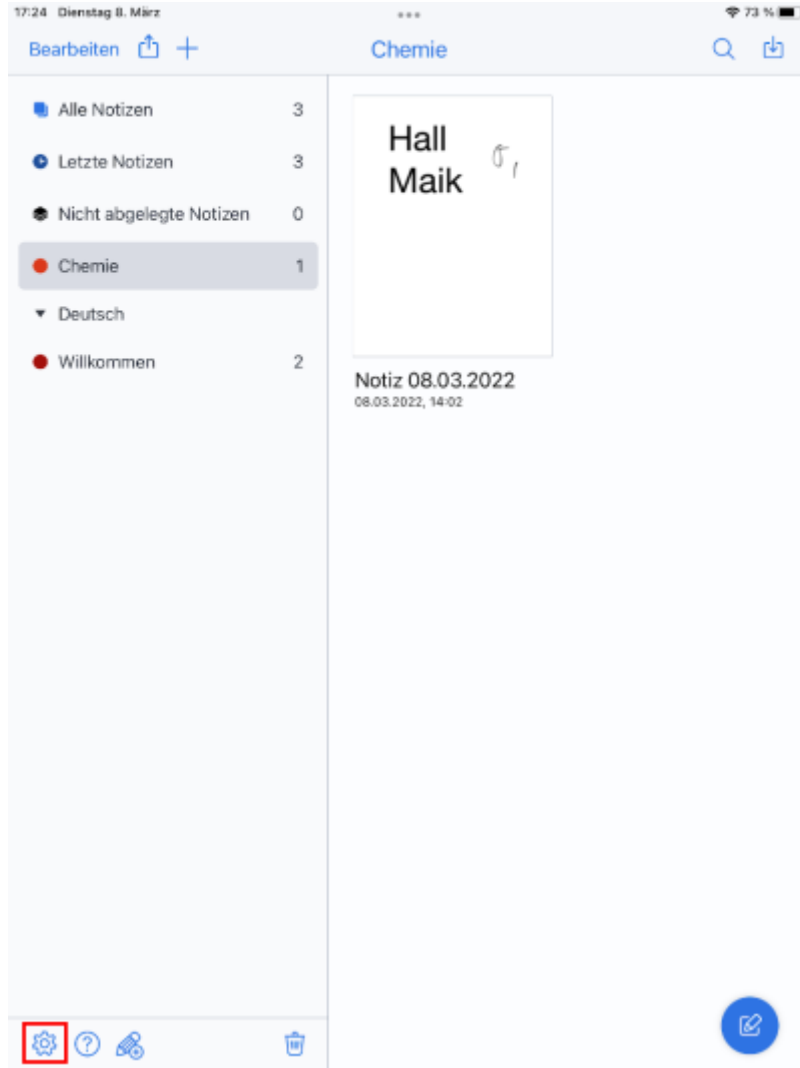 17:24 Dienstag 8. März
73 %
Bearbeiten
Chemie
Alle Notizen 3
Letzte Notizen 3
Nicht abgelegte Notizen 0
Chemie 1
Deutsch
Willkommen 2
Hall
Maik
Notiz 08.03.2022
08.03.2022, 14:02